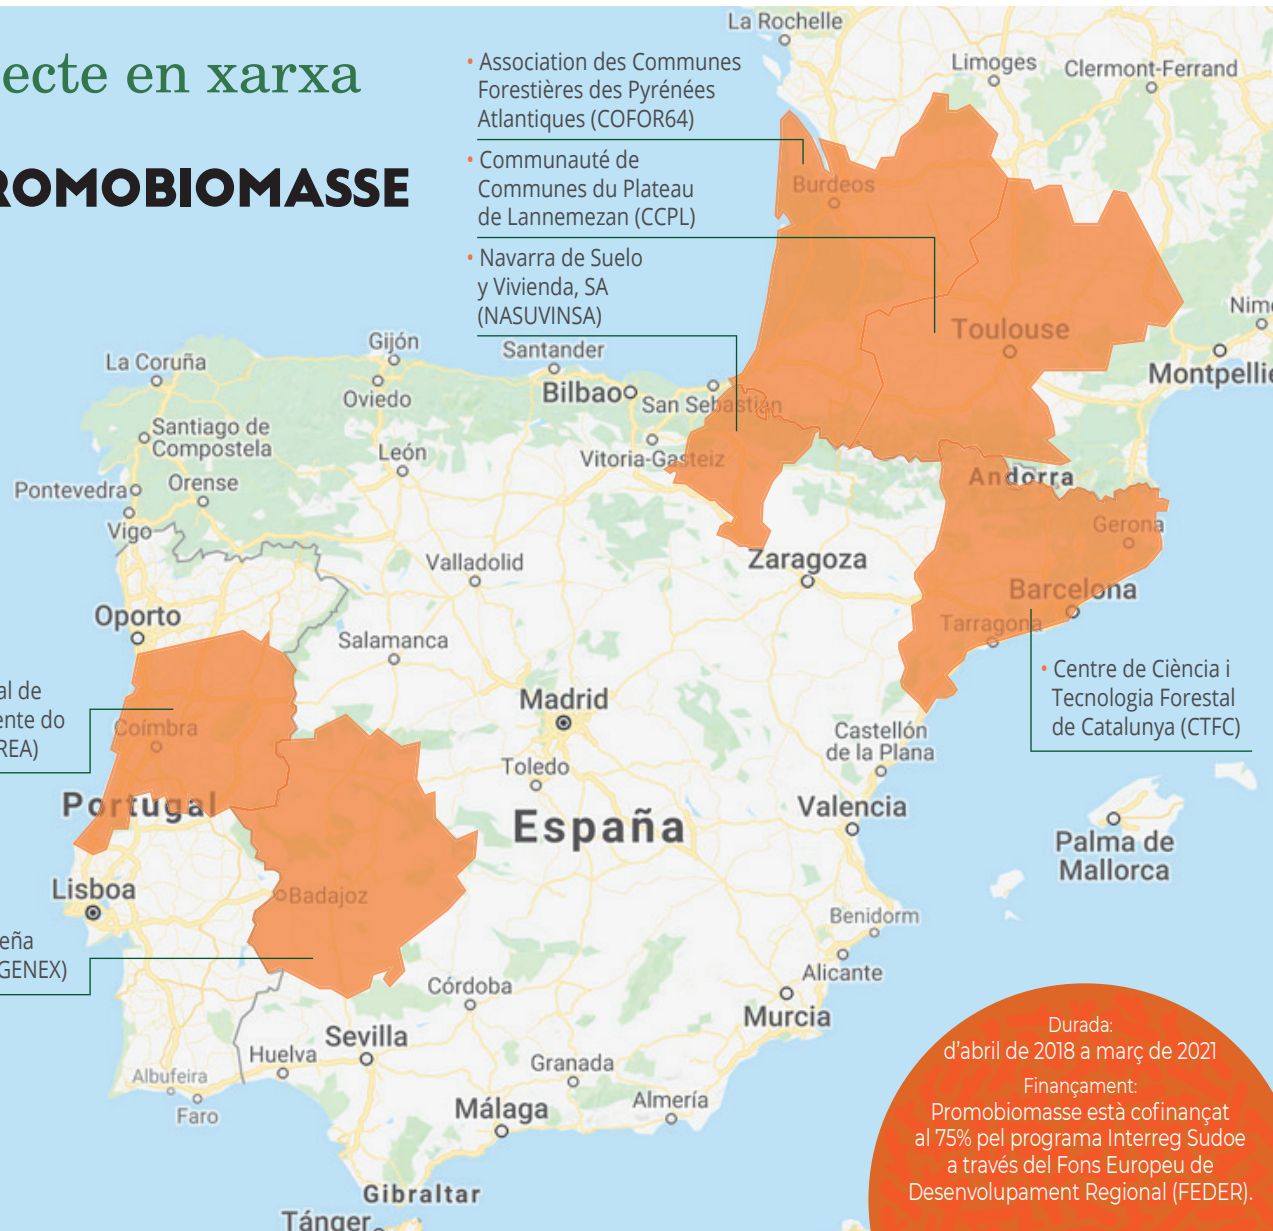 ecte en xarxa
ROMOBIOMASSE
• Association des Communes
Forestières des Pyrénées
Atlantiques (COFOR64)
• Communauté de
Communes du Plateau
de Lannemezan (CCPL)
• Navarra de Suelo
y Vivienda, SA
(NASUVINSA)
La Rochelle
Limoges
Clermont-Ferrand
Burdeos
Toulouse
Nime
Montpellie
Gijón
La Coruña
Santander
Oviedo
Bilbao
San Sebastián
Santiago de
Compostela
León
Vitoria-Gasteiz
Pontevedra
Orense
Andorra
Vigo
Gerona
Valladolid
Zaragoza
Barcelona
Oporto
Tarragona
Salamanca
• Centre de Ciència i
Tecnologia Forestal
de Catalunya (CTFC)
al de
ente do
REA)
Coímbra
Madrid
Castellón
de la Plana
Toledo
Portugal
España
Valencia
Palma de
Mallorca
Lisboa
Badajoz
Benidorm
eña
GENEX)
Alicante
Córdoba
Murcia
Sevilla
Huelva
Granada
Albufeira
Faro
Málaga
Almería
Gibraltar
Tánger
Durada:
d'abril de 2018 a març de 2021
Finançament:
Promobiomasse està cofinançat
al 75% pel programa Interreg Sudoe
a través del Fons Europeu de
Desenvolupament Regional (FEDER).